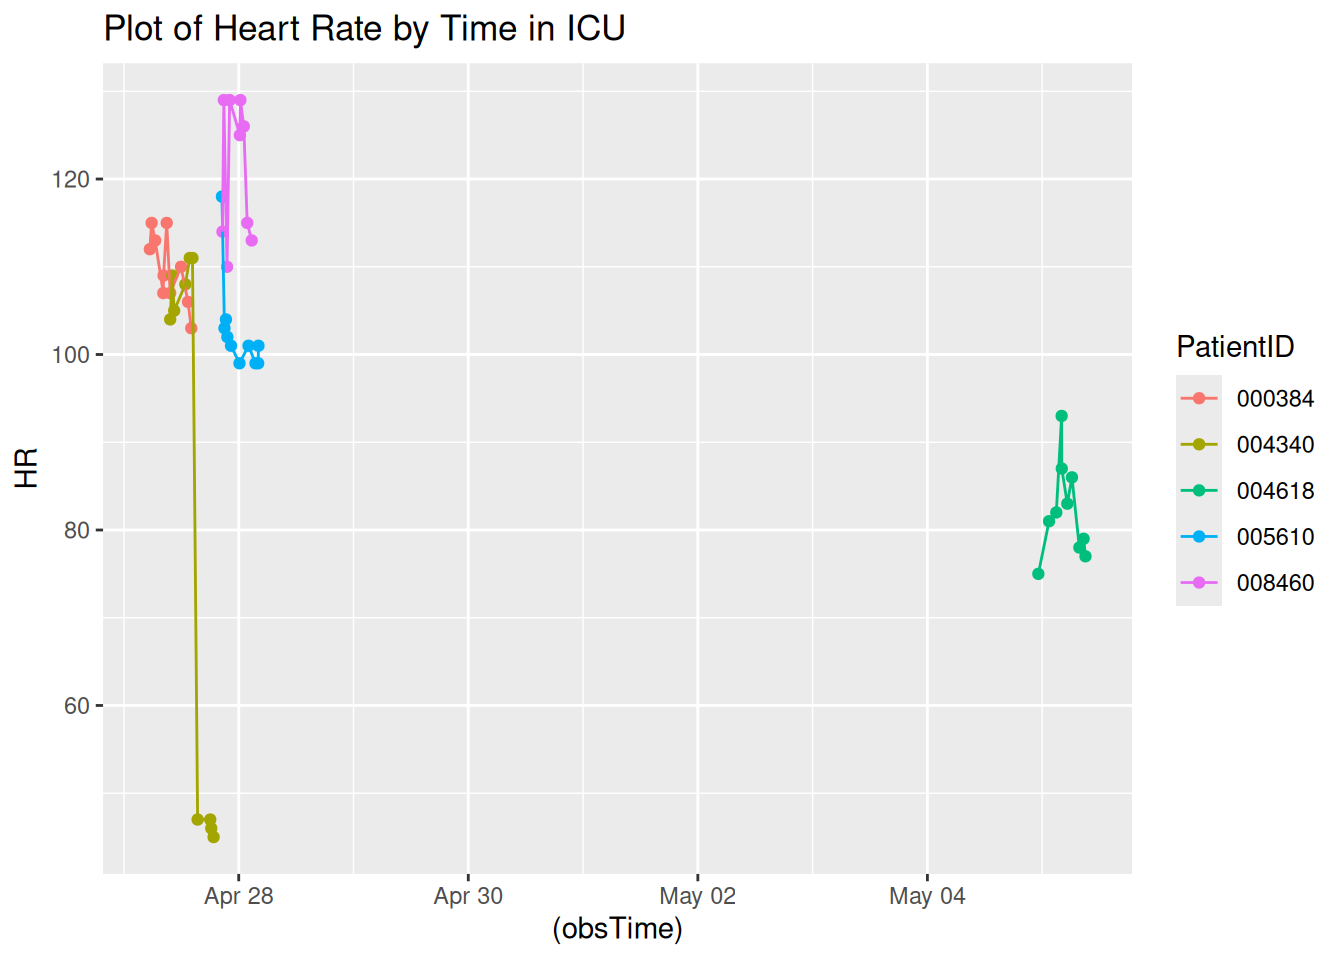 Plot of Heart Rate by Time in ICU
HR
120
100
80
60
Apr 28
Apr 30
May 02
May 04
(obsTime)
PatientID
000384
004340
004618
005610
008460